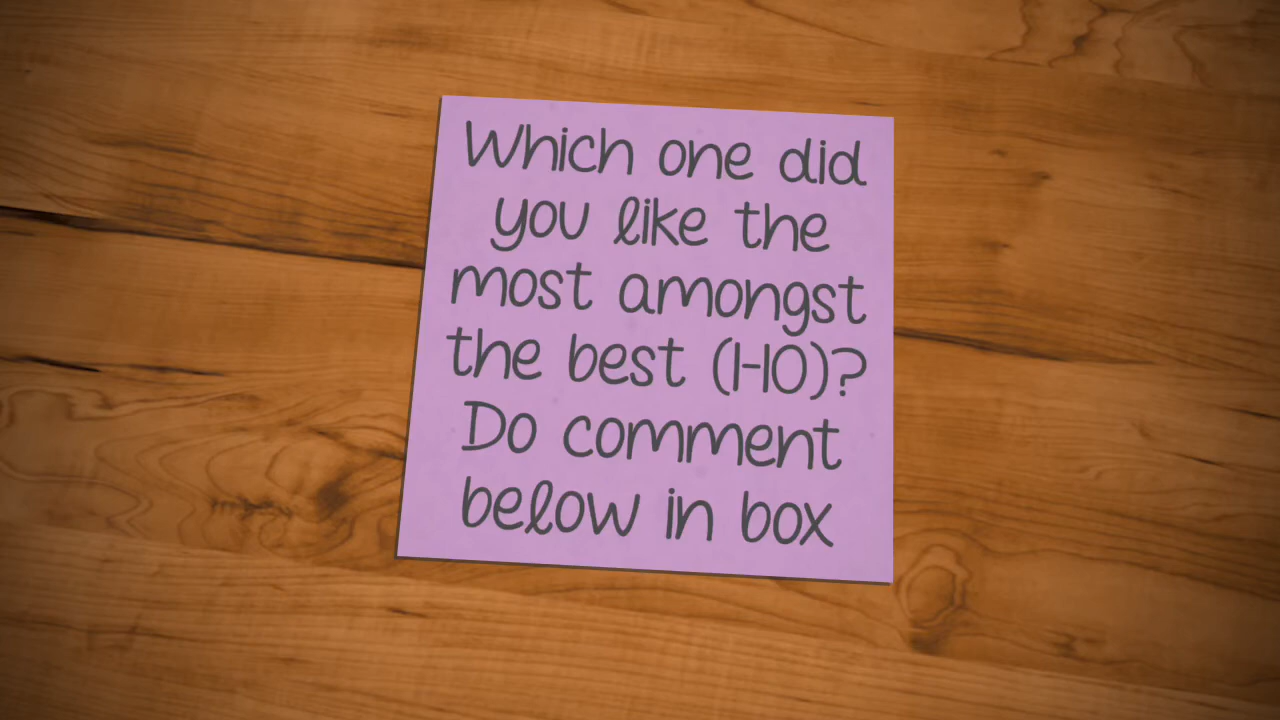 Which one did
you like the
most amongst
the best (1-10)?
Do comment
below in box